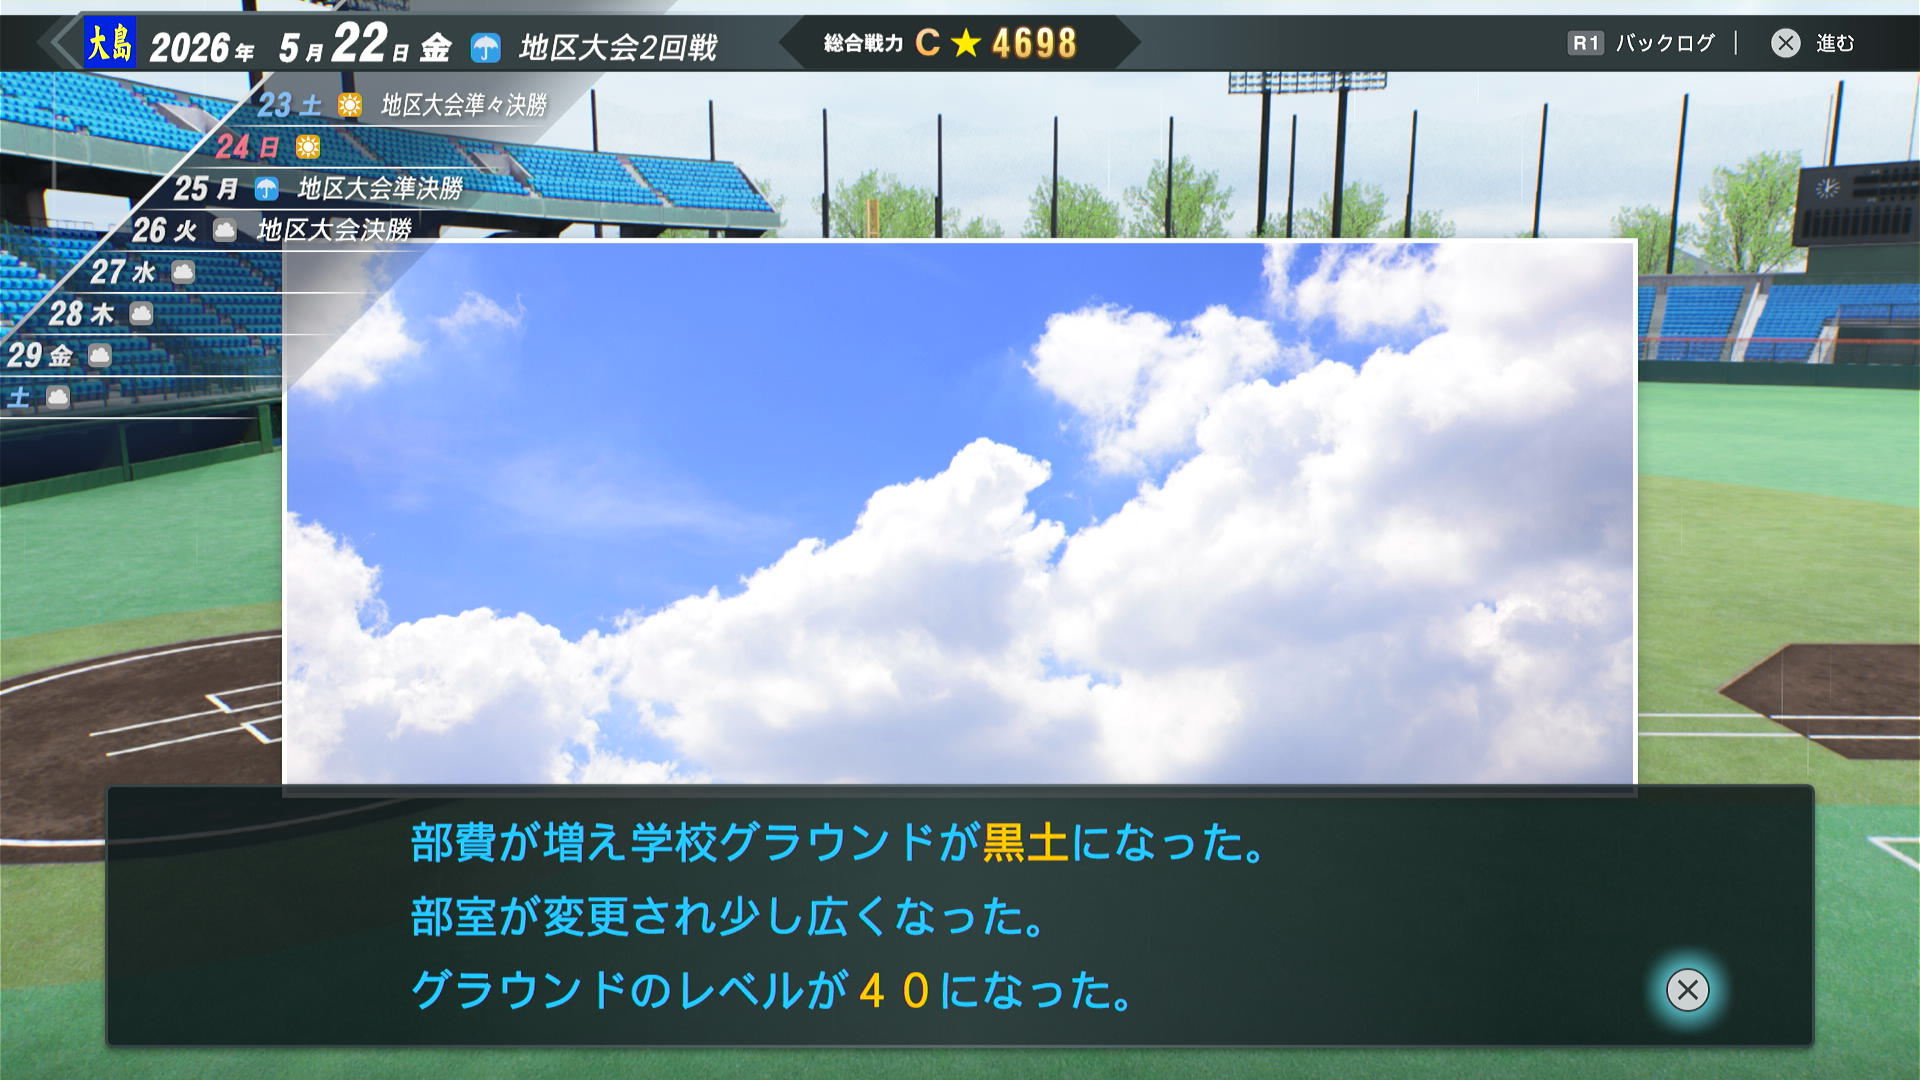 大島 2026年 5月22日 金 地区大会2回戦
総合戦力 C ★ 4698
R1 バックログ | ⊗ 進む
23 土 地区大会準々決勝
24 日
25 月 地区大会準決勝
26 火 地区大会決勝
27 水
28 木
29 金
土
部費が増え学校グラウンドが黒土になった。
部室が変更され少し広くなった。
グラウンドのレベルが４０になった。